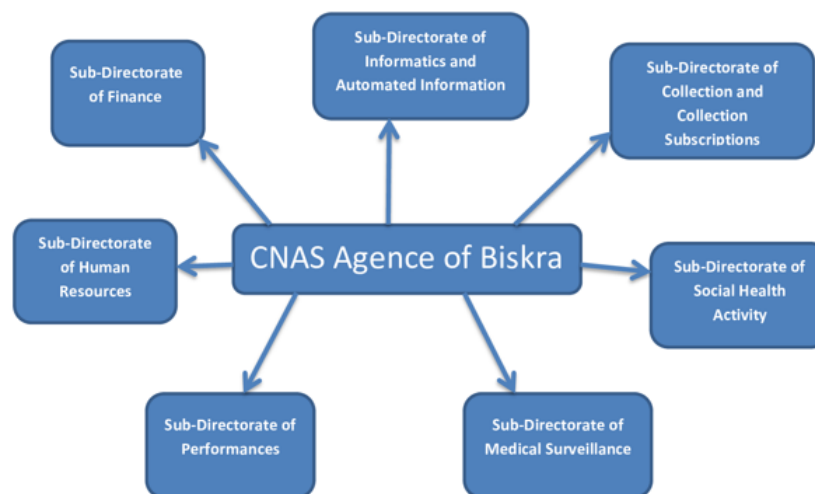 Sub-Directorate
of Finance
Sub-Directorate of
Informatics and
Automated Information
Sub-Directorate of
Collection and
Collection
Subscriptions
CNAS Agence of Biskra
Sub-Directorate
of Human
Resources
Sub-Directorate of
Social Health
Activity
Sub-Directorate of
Performances
Sub-Directorate of
Medical Surveillance